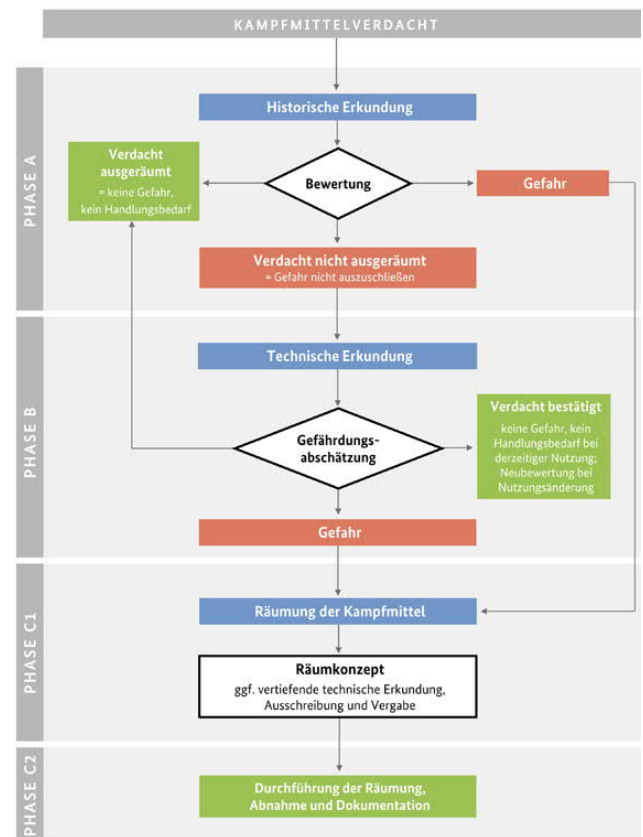 KAMPFMITTELVERDACHT
PHASE A
Historische Erkundung
Verdacht
ausgeräumt
= keine Gefahr,
kein Handlungsbedarf
Bewertung
Gefahr
Verdacht nicht ausgeräumt
= Gefahr nicht auszuschließen
PHASE B
Technische Erkundung
Gefährdungs-
abschätzung
Verdacht bestätigt
keine Gefahr, kein
Handlungsbedarf bei
derzeitiger Nutzung;
Neubewertung bei
Nutzungsänderung
Gefahr
PHASE C1
Räumung der Kampfmittel
Räumkonzept
ggf. vertiefende technische Erkundung,
Ausschreibung und Vergabe
PHASE C2
Durchführung der Räumung,
Abnahme und Dokumentation